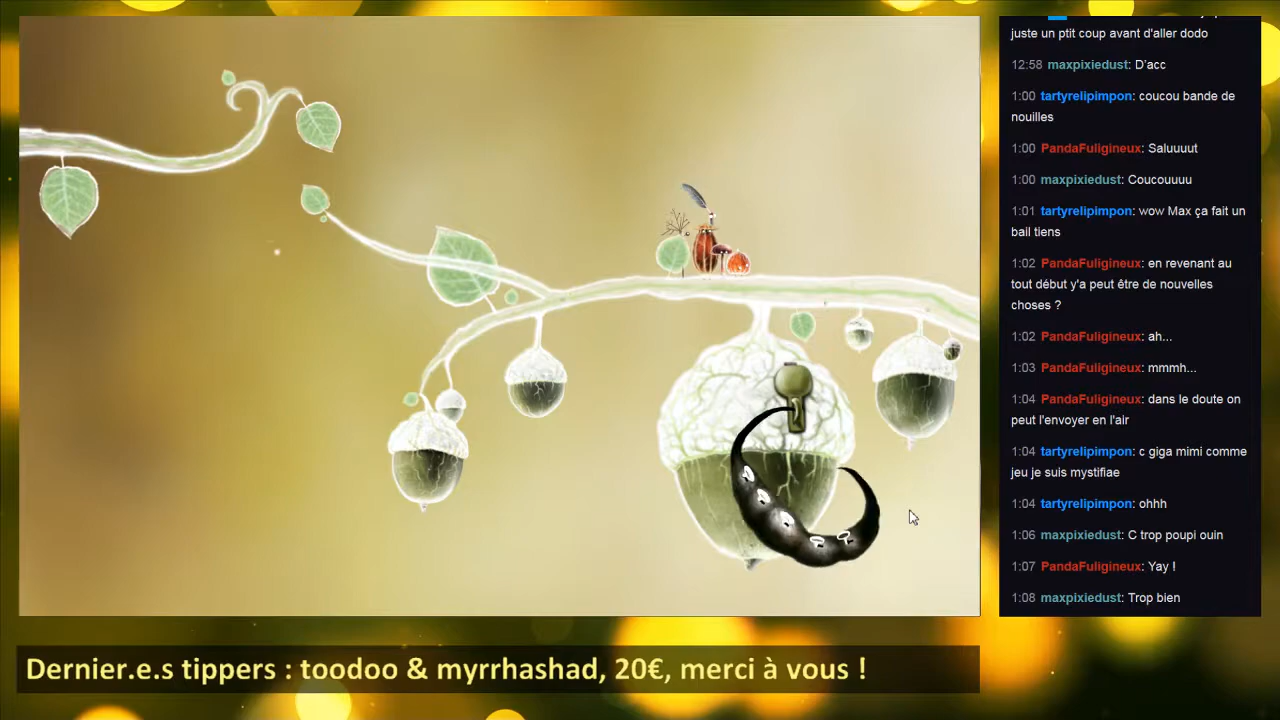 juste un ptit coup avant d'aller dodo
12:58 maxpixiedust: D'acc
1:00 tartyrelipimpon: coucou bande de
nouilles
1:00 PandaFuligineux: Saluuuut
1:00 maxpixiedust: Coucouuuu
1:01 tartyrelipimpon: wow Max ça fait un
bail tiens
1:02 PandaFuligineux: en revenant au
tout début y'a peut être de nouvelles
choses ?
1:02 PandaFuligineux: ah...
1:03 PandaFuligineux: mmmh...
1:04 PandaFuligineux: dans le doute on
peut l'envoyer en l'air
1:04 tartyrelipimpon: c giga mimi comme
jeu je suis mystifiae
1:04 tartyrelipimpon: ohhh
1:06 maxpixiedust: C trop poupi ouin
1:07 PandaFuligineux: Yay !
1:08 maxpixiedust: Trop bien
Dernier.e.s tippers : toodoo & myrrhashad, 20€, merci à vous !